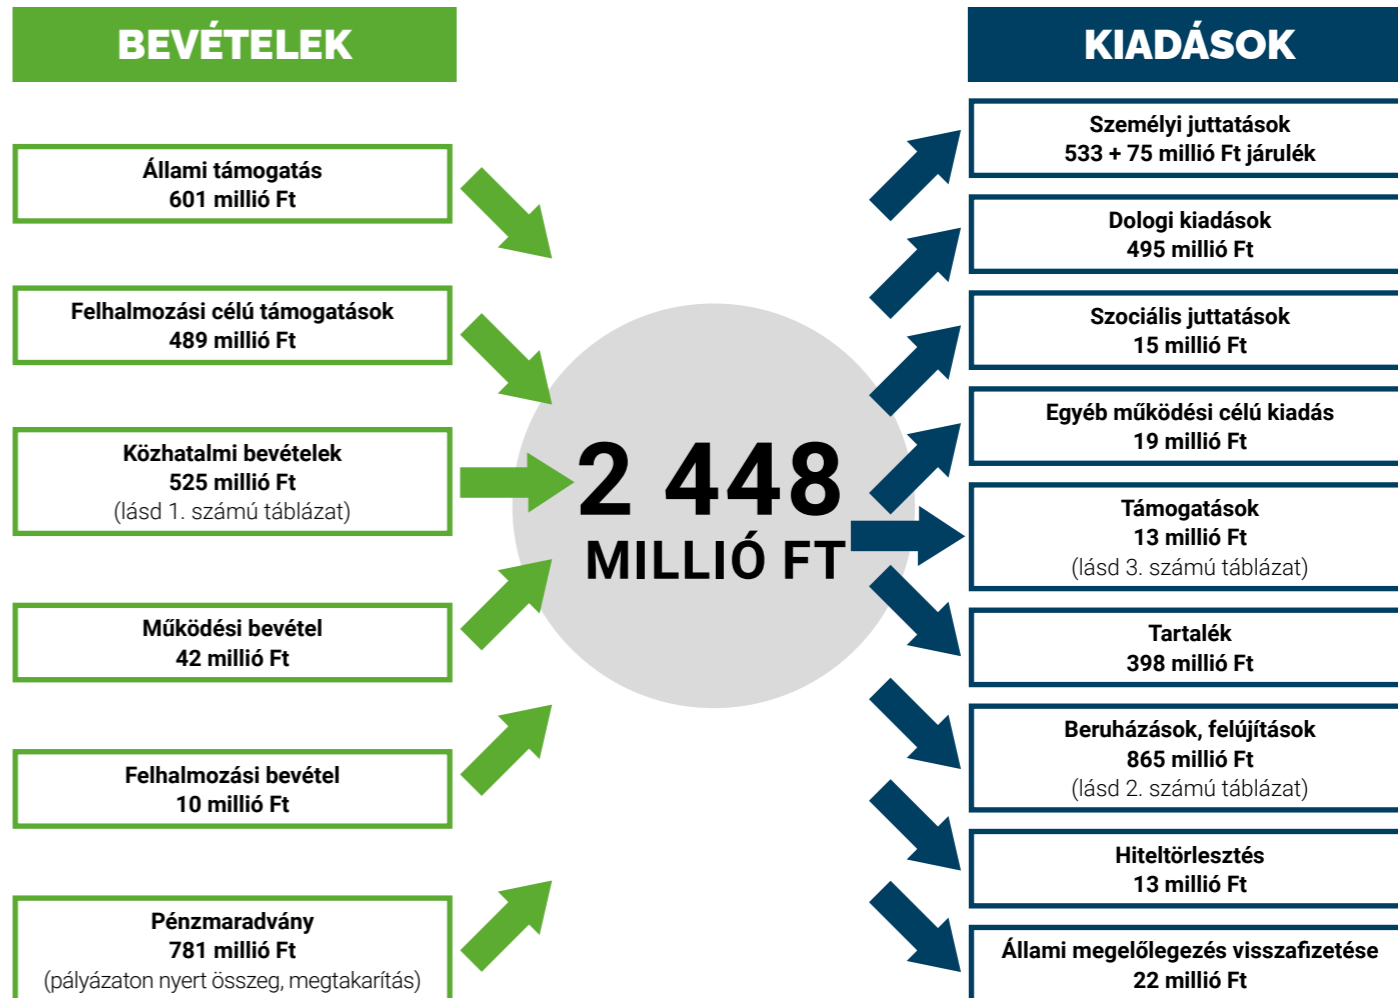 BEVÉTELEK
Állami támogatás
601 millió Ft
Felhalmozási célú támogatások
489 millió Ft
Közhatalmi bevételek
525 millió Ft
(lásd 1. számú táblázat)
Működési bevétel
42 millió Ft
Felhalmozási bevétel
10 millió Ft
Pénzmaradvány
781 millió Ft
(pályázaton nyert összeg, megtakarítás)
2 448
MILLIÓ FT
KIADÁSOK
Személyi juttatások
533 + 75 millió Ft járulék
Dologi kiadások
495 millió Ft
Szociális juttatások
15 millió Ft
Egyéb működési célú kiadás
19 millió Ft
Támogatások
13 millió Ft
(lásd 3. számú táblázat)
Tartalék
398 millió Ft
Beruházások, felújítások
865 millió Ft
(lásd 2. számú táblázat)
Hiteltörlesztés
13 millió Ft
Állami megelőlegezés visszafizetése
22 millió Ft